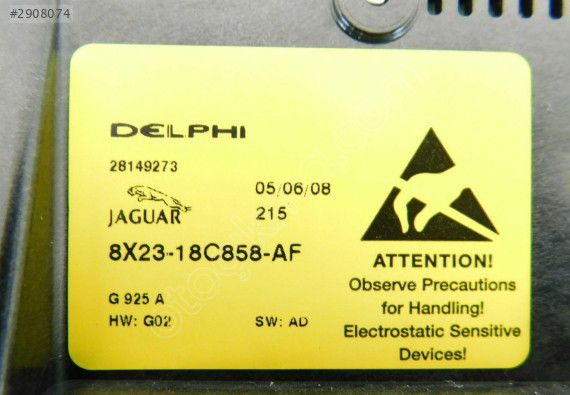 #2908074
DELPHI
28149273
05/06/08
JAGUAR
215
8X23-18C858-AF
G 925 A
HW: G02 SW: AD
ATTENTION!
Observe Precautions
for Handling!
Electrostatic Sensitive
Devices!